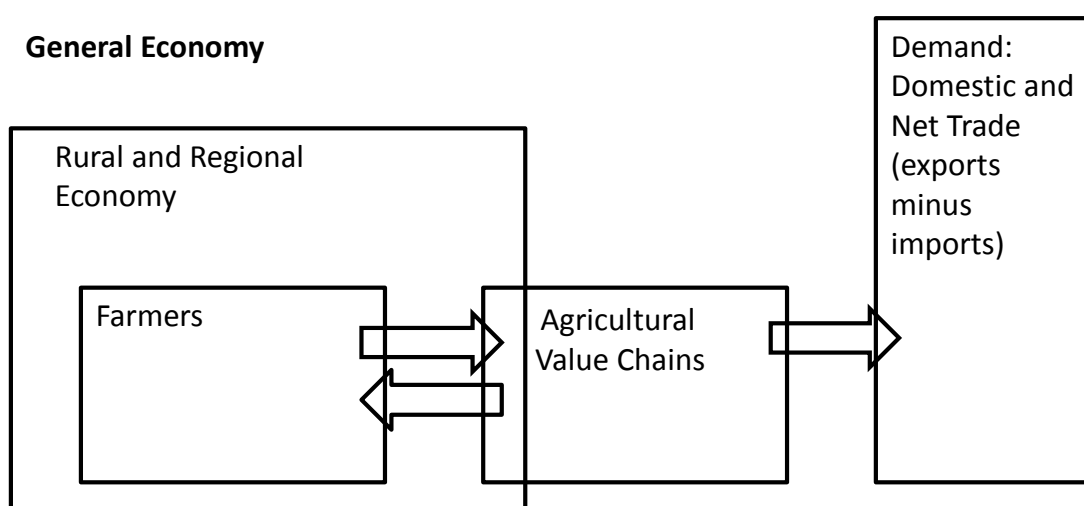 General Economy
Demand:
Domestic and
Net Trade
(exports
minus
imports)
Rural and Regional
Economy
Farmers
Agricultural
Value Chains